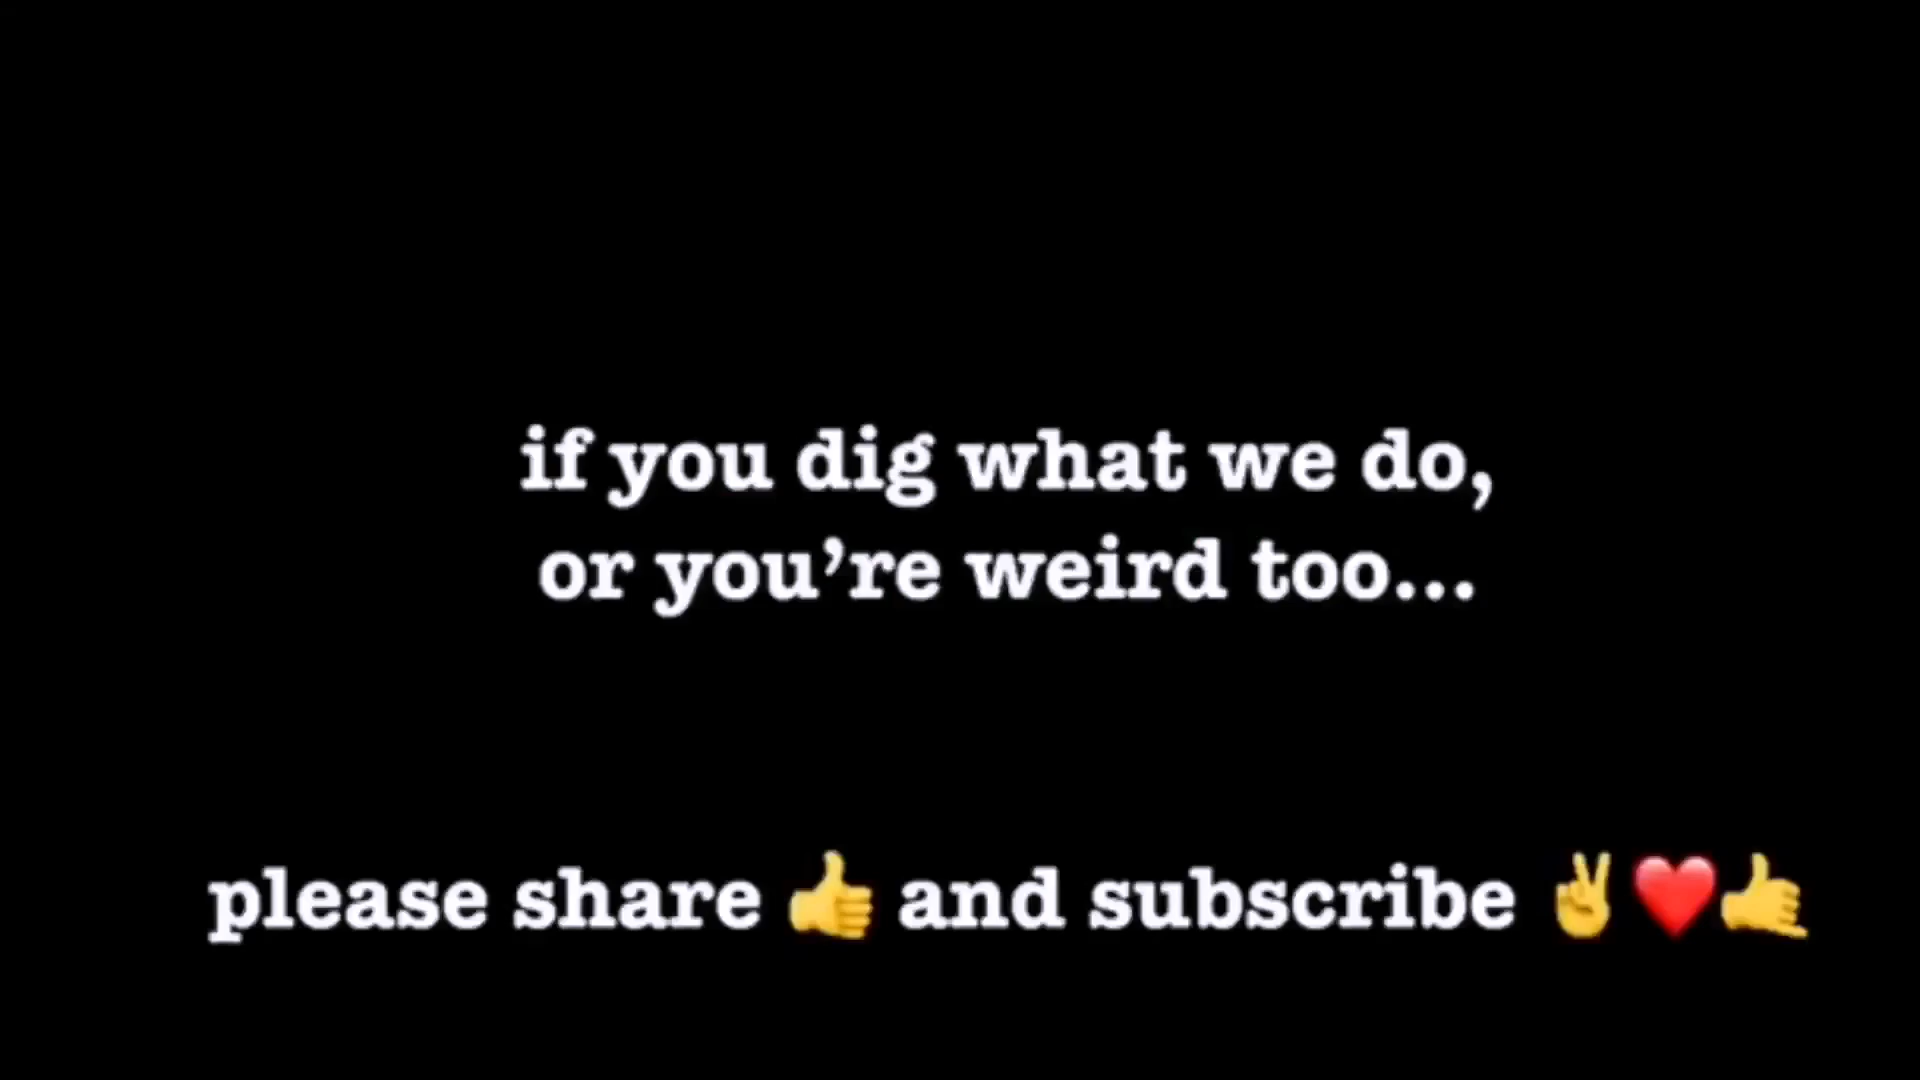 if you dig what we do,
or you’re weird too...
please share 👍 and subscribe ✌️❤️🤙